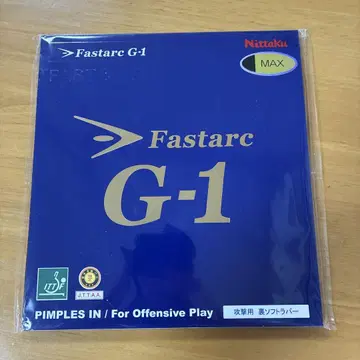 Fastarc G-1
Nittaku
MAX
Fastarc
G-1
ITTF
J.T.T.A.A.
PIMPLES IN / For Offensive Play
攻撃用 裏ソフトラバー